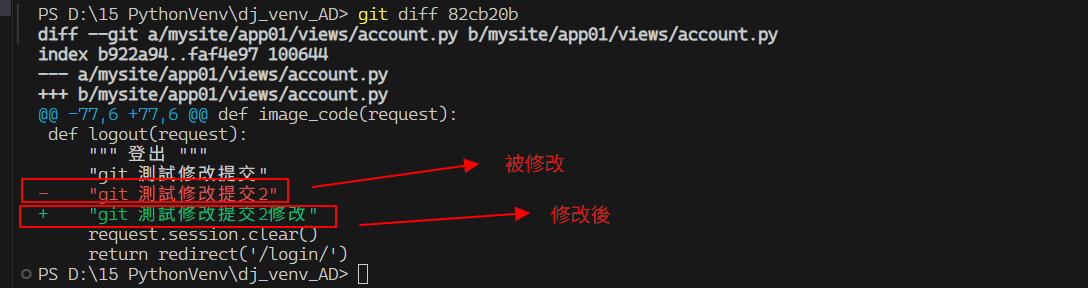 PS D:\15 PythonVenv\dj_venv_AD> git diff 82cb20b
diff --git a/mysite/app01/views/account.py b/mysite/app01/views/account.py
index b922a94..faf4e97 100644
--- a/mysite/app01/views/account.py
+++ b/mysite/app01/views/account.py
@@ -77,6 +77,6 @@ def image_code(request):
 def logout(request):
     """ 登出 """
     "git 測試修改提交"
被修改
-    "git 測試修改提交2"
+    "git 測試修改提交2修改"
修改後
     request.session.clear()
     return redirect('/login/')
PS D:\15 PythonVenv\dj_venv_AD>